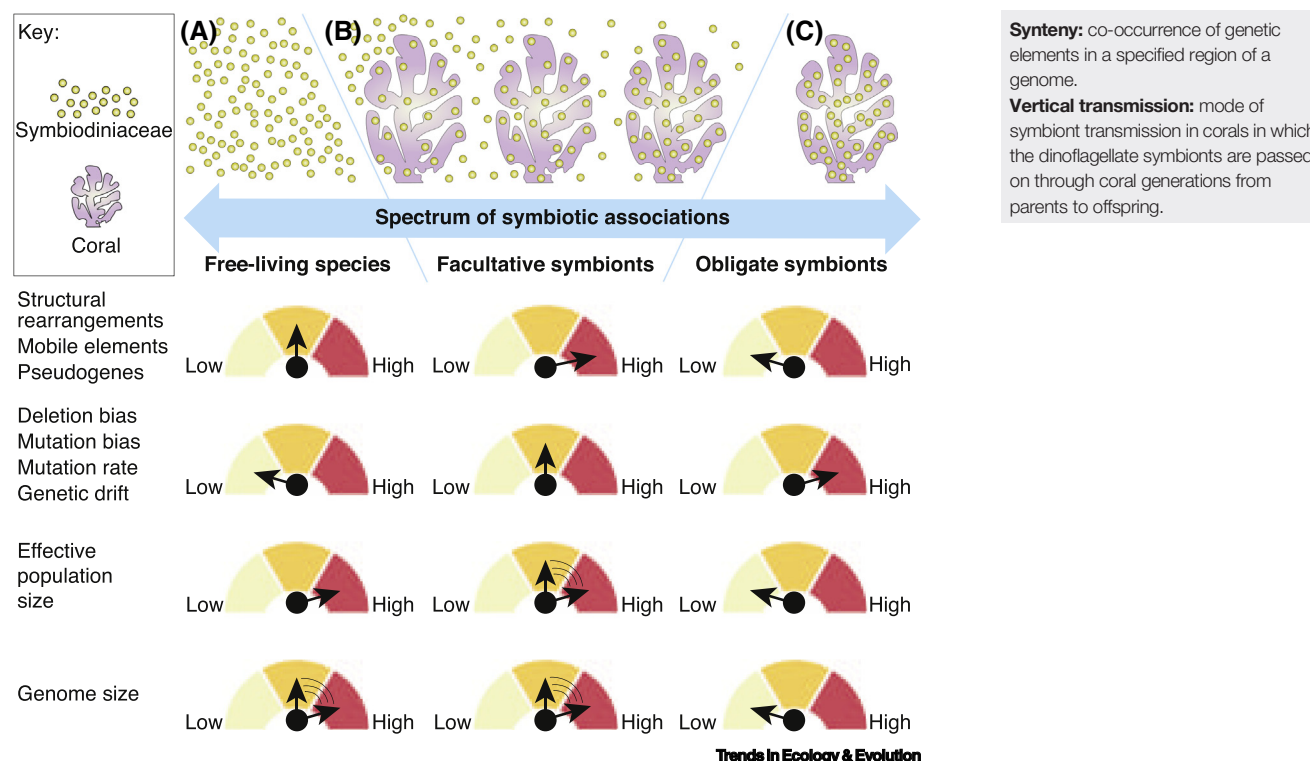 Key:
Symbiodiniaceae
Coral
(A)
(B)
(C)
Spectrum of symbiotic associations
Free-living species
Facultative symbionts
Obligate symbionts
Structural
rearrangements
Mobile elements
Pseudogenes
Low
High
Low
High
Low
High
Deletion bias
Mutation bias
Mutation rate
Genetic drift
Low
High
Low
High
Low
High
Effective
population
size
Low
High
Low
High
Low
High
Genome size
Low
High
Low
High
Low
High
Trends in Ecology & Evolution
Synteny: co-occurrence of genetic
elements in a specified region of a
genome.
Vertical transmission: mode of
symbiont transmission in corals in which
the dinoflagellate symbionts are passed
on through coral generations from
parents to offspring.